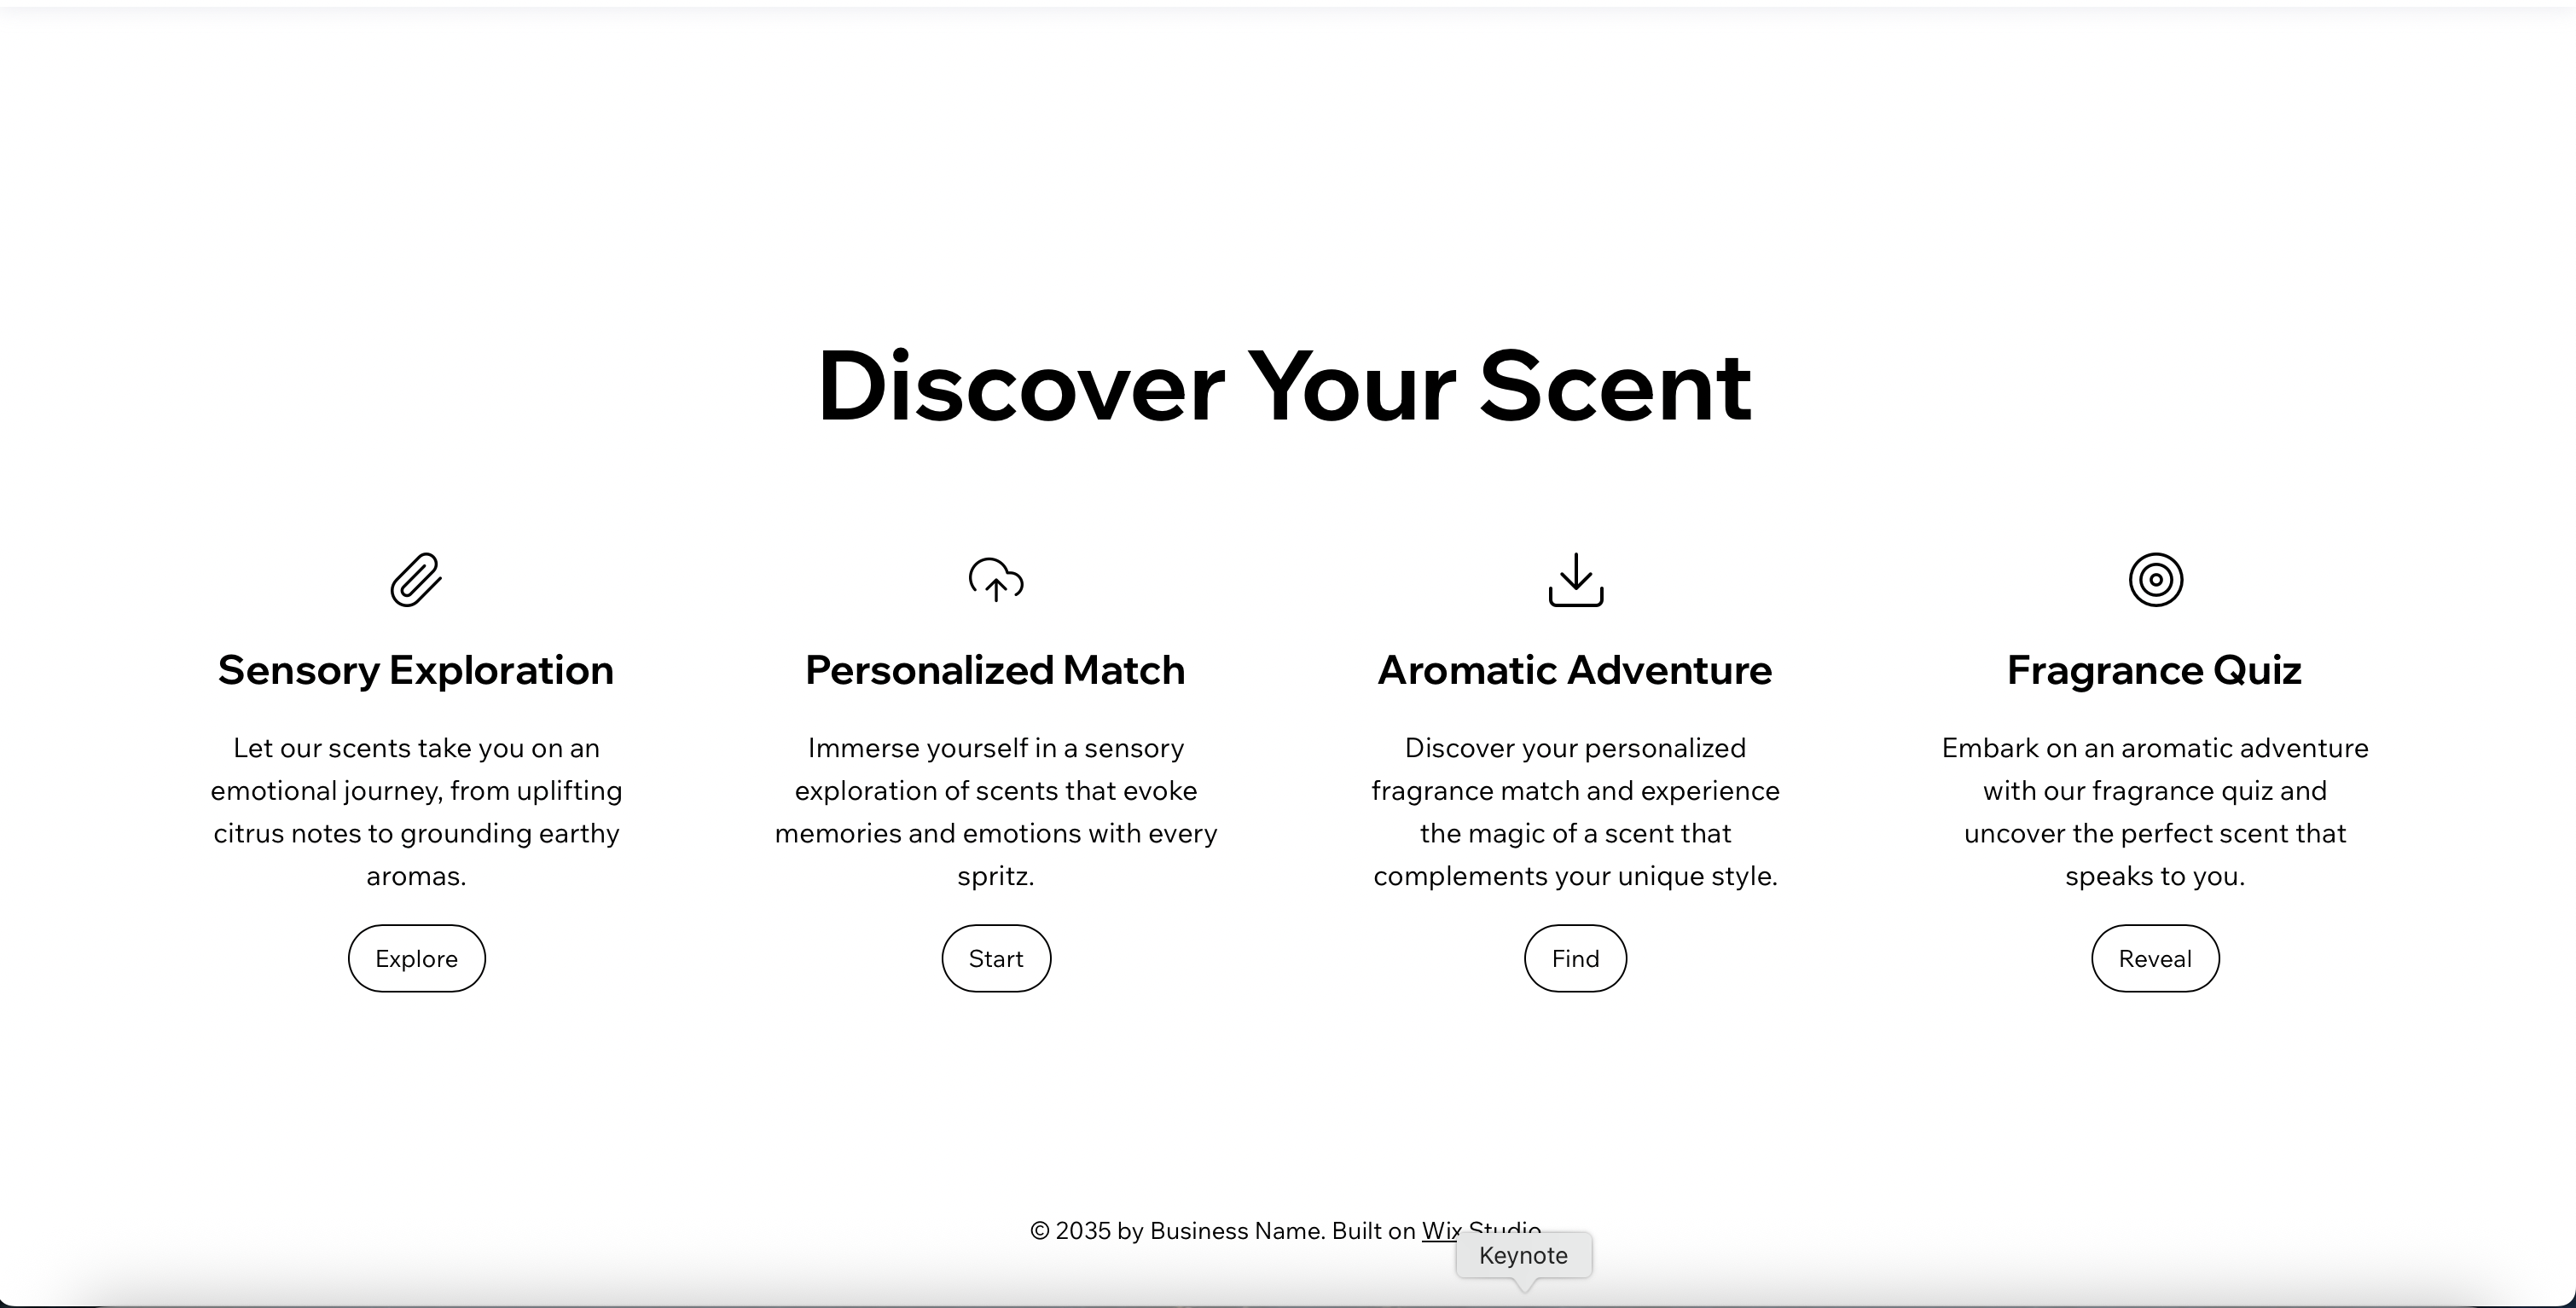 Discover Your Scent
Sensory Exploration
Let our scents take you on an
emotional journey, from uplifting
citrus notes to grounding earthy
aromas.
Explore
Personalized Match
Immerse yourself in a sensory
exploration of scents that evoke
memories and emotions with every
spritz.
Start
Aromatic Adventure
Discover your personalized
fragrance match and experience
the magic of a scent that
complements your unique style.
Find
Fragrance Quiz
Embark on an aromatic adventure
with our fragrance quiz and
uncover the perfect scent that
speaks to you.
Reveal
© 2035 by Business Name. Built on Wix Studio
Keynote